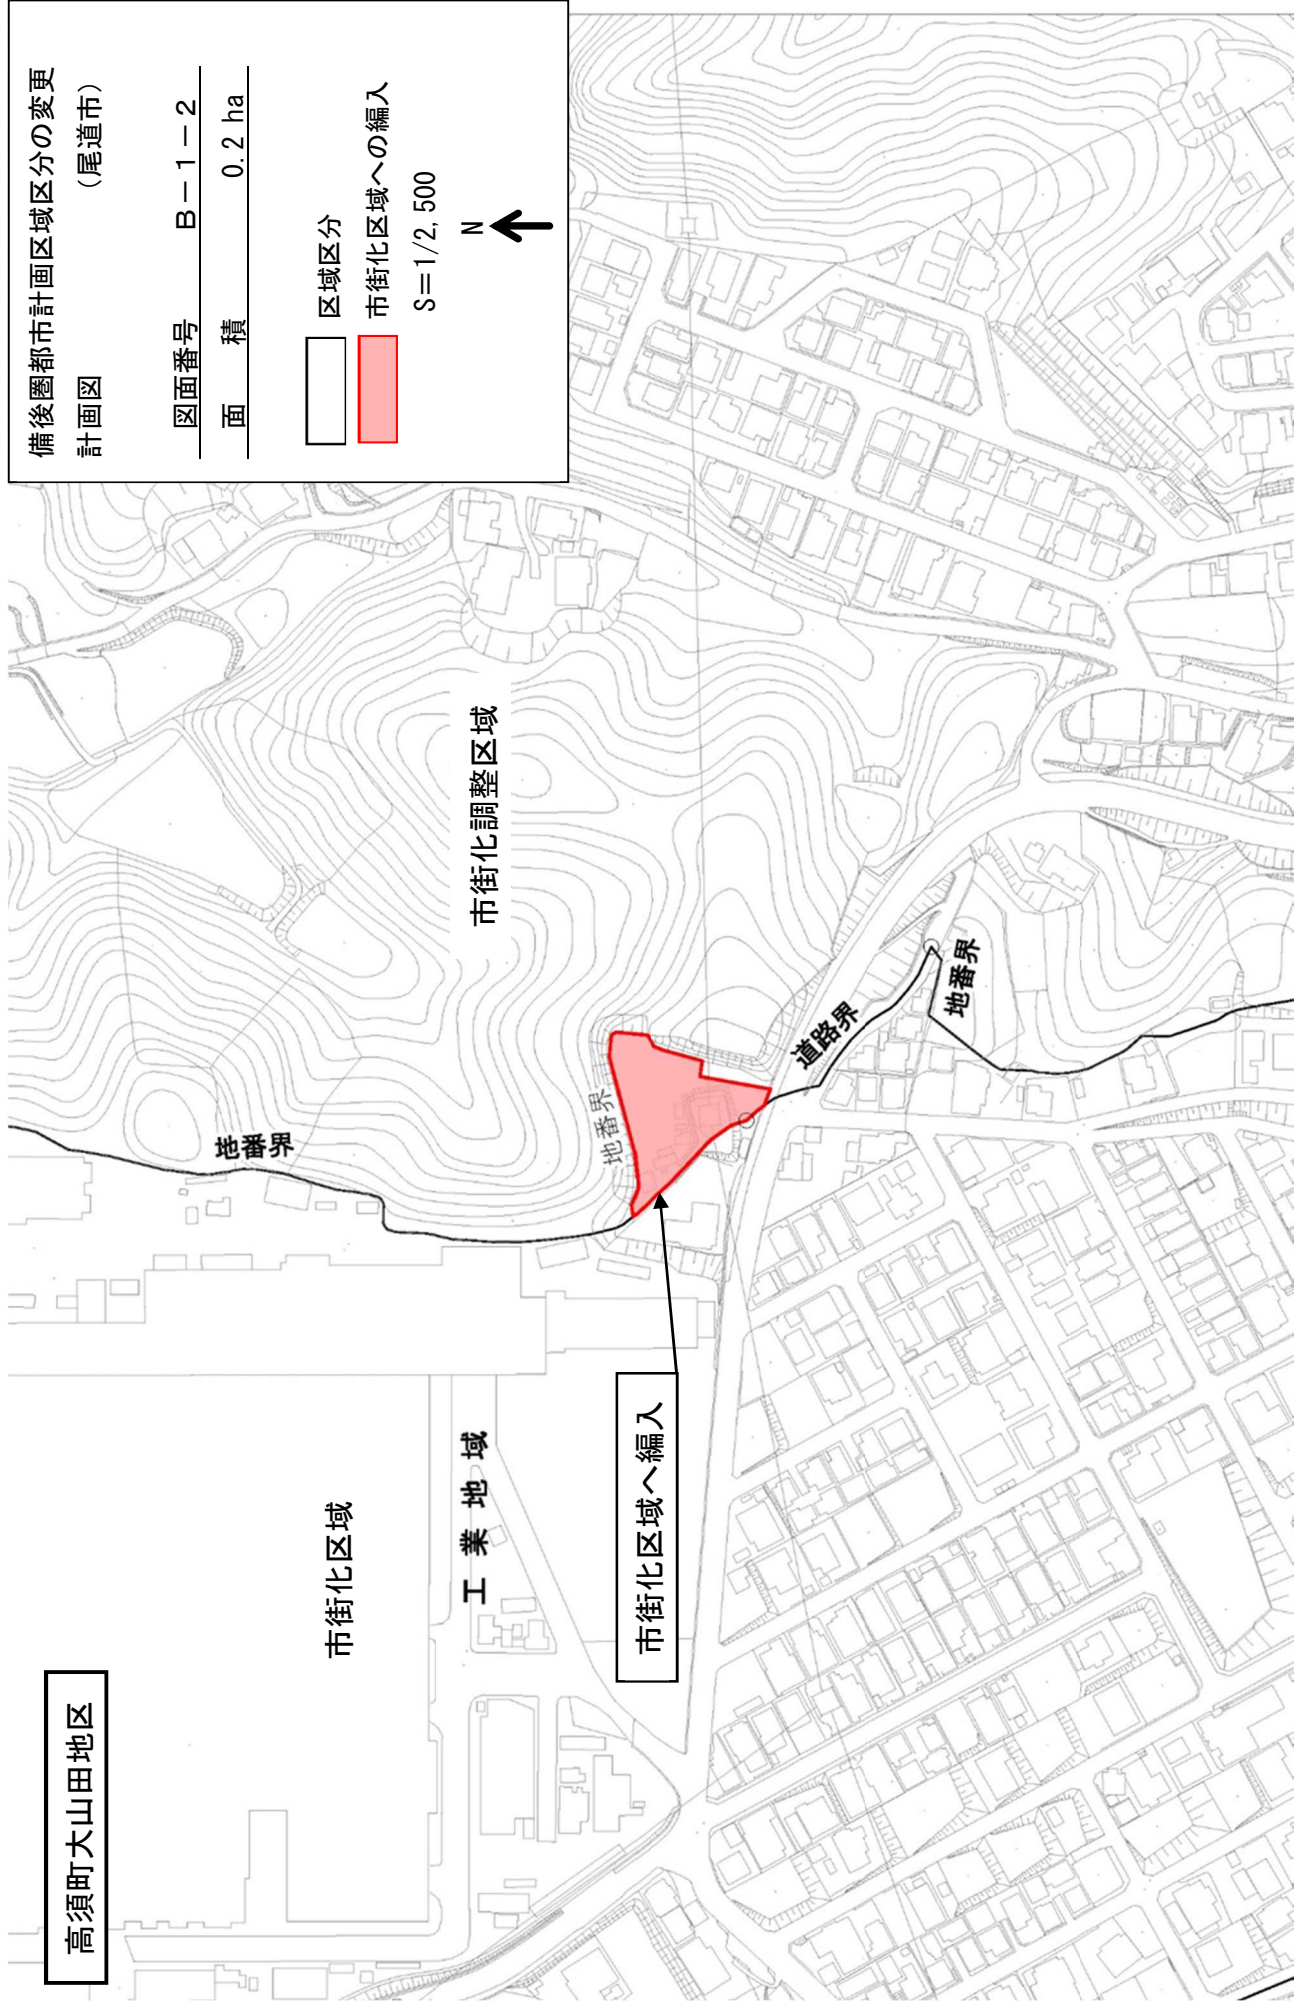 高須町大山田地区
備後圏都市計画区域区分の変更
計画図 (尾道市)
図面番号 B－1－2
面 積 0.2 ha
区域区分
市街化区域への編入
S＝1/2,500
N
市街化区域
工業地域
市街化調整区域
地番界
地番界
市街化区域へ編入
道路界
地番界